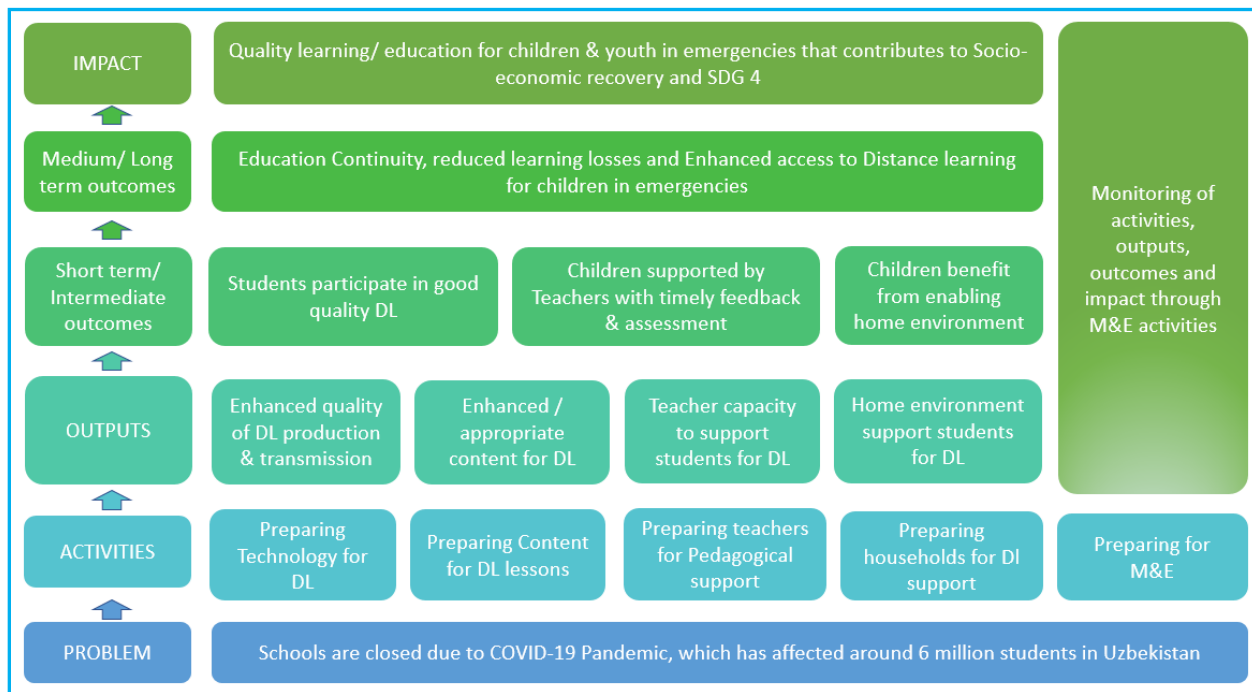 IMPACT
Quality learning/ education for children & youth in emergencies that contributes to Socio-
economic recovery and SDG 4
Medium/ Long
term outcomes
Education Continuity, reduced learning losses and Enhanced access to Distance learning
for children in emergencies
Monitoring of
activities,
outputs,
outcomes and
impact through
M&E activities
Short term/
Intermediate
outcomes
Students participate in good
quality DL
Children supported by
Teachers with timely feedback
& assessment
Children benefit
from enabling
home environment
OUTPUTS
Enhanced quality
of DL production
& transmission
Enhanced /
appropriate
content for DL
Teacher capacity
to support
students for DL
Home environment
support students
for DL
ACTIVITIES
Preparing
Technology for
DL
Preparing Content
for DL lessons
Preparing teachers
for Pedagogical
support
Preparing
households for Dl
support
Preparing for
M&E
PROBLEM
Schools are closed due to COVID-19 Pandemic, which has affected around 6 million students in Uzbekistan